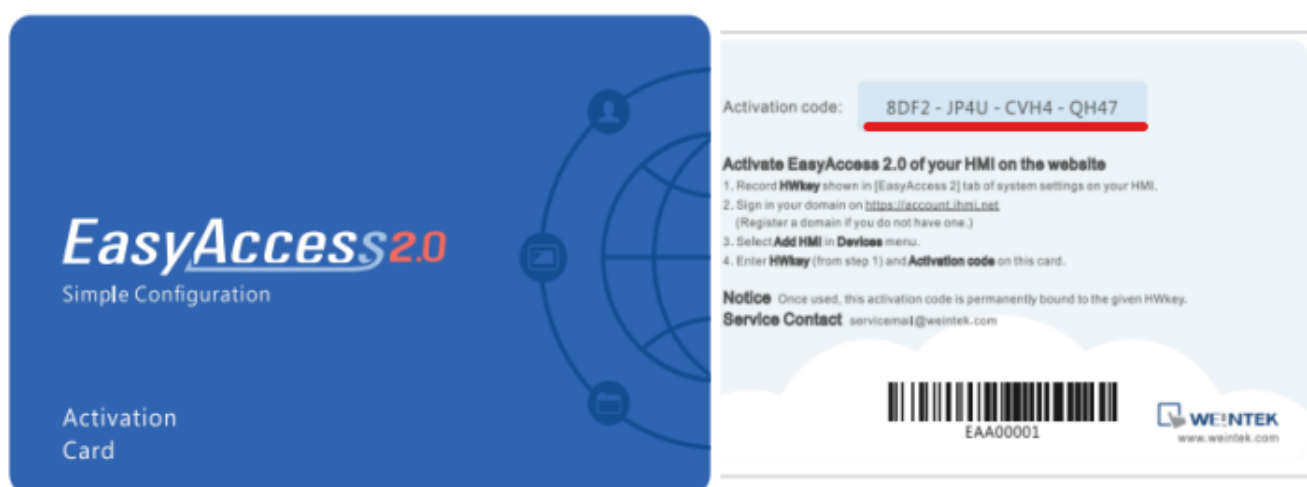 EasyAccess2.0
Simple Configuration
Activation
Card
Activation code: 8DF2 - JP4U - CVH4 - QH47
Activate EasyAccess 2.0 of your HMI on the website
1. Record HWkey shown in [EasyAccess 2] tab of system settings on your HMI.
2. Sign in your domain on https://account.ihmi.net
(Register a domain if you do not have one.)
3. Select Add HMI in Devices menu.
4. Enter HWkey (from step 1) and Activation code on this card.
Notice Once used, this activation code is permanently bound to the given HWkey.
Service Contact servicemail@weintek.com
EAA00001
WEINTEK
www.weintek.com